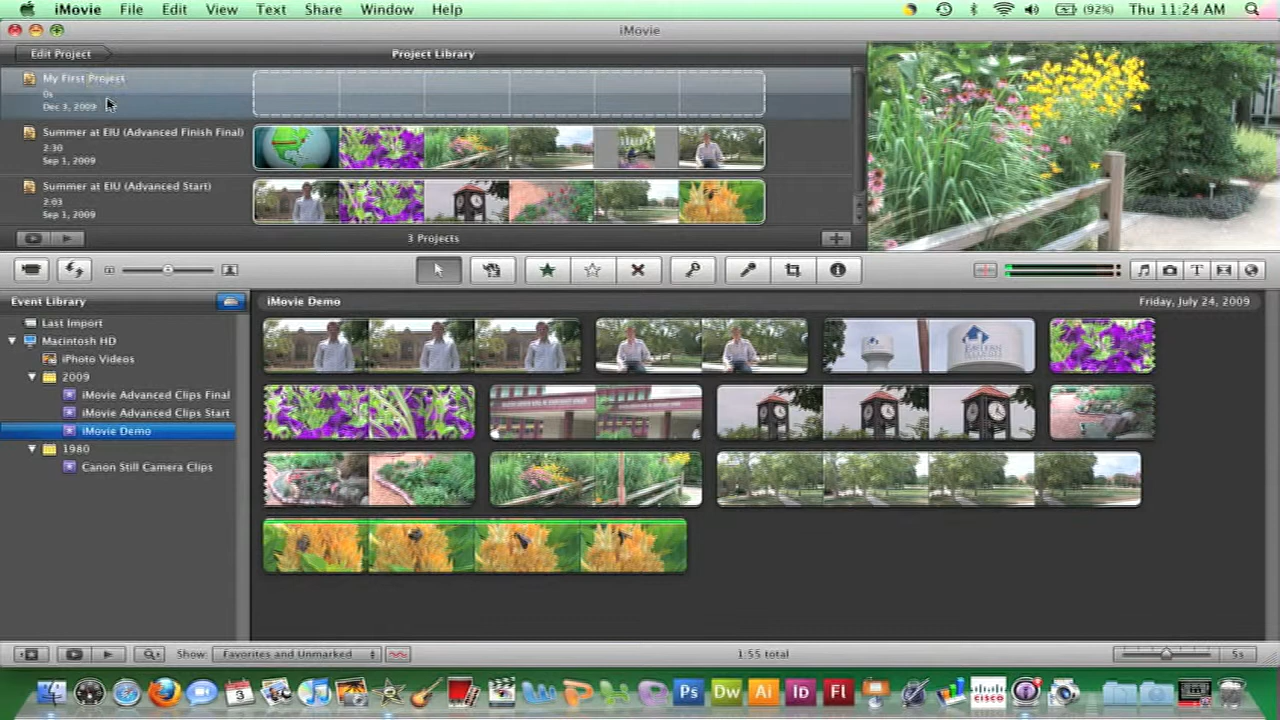 iMovie File Edit View Text Share Window Help (92%) Thu 11:24 AM
iMovie
Edit Project Project Library
My First Project
0s
Dec 3, 2009
Summer at EIU (Advanced Finish Final)
2:30
Sep 1, 2009
Summer at EIU (Advanced Start)
2:03
Sep 1, 2009
3 Projects
Event Library iMovie Demo Friday, July 24, 2009
Last Import
Macintosh HD
iPhoto Videos
2009
iMovie Advanced Clips Final
iMovie Advanced Clips Start
iMovie Demo
1980
Canon Still Camera Clips
Show: Favorites and Unmarked 1:55 total 5s
3 Ps Dw Ai Id Fl CISCO